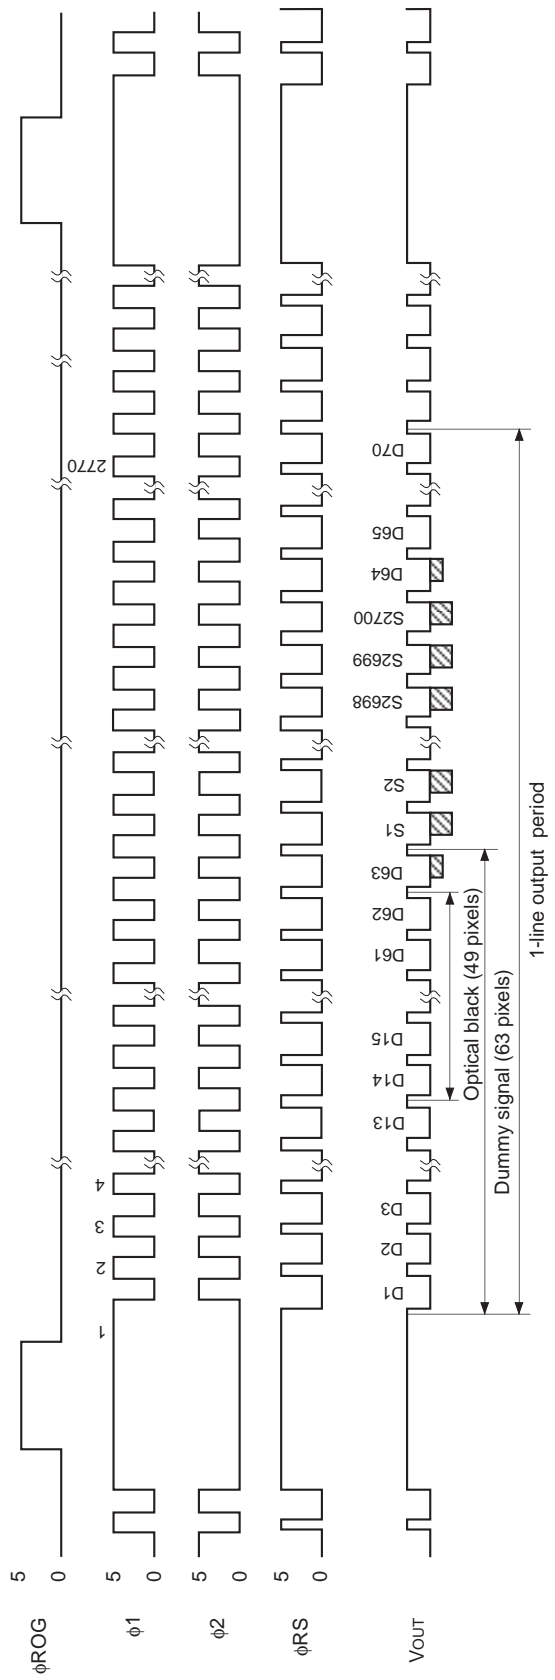 φROG
5
0
φ1
5
0
1
2
3
4
2770
φ2
5
0
φRS
5
0
VOUT
D1
D2
D3
D13
D14
D15
D61
D62
D63
S1
S2
S2698
S2699
S2700
D64
D65
D70
Optical black (49 pixels)
Dummy signal (63 pixels)
1-line output period